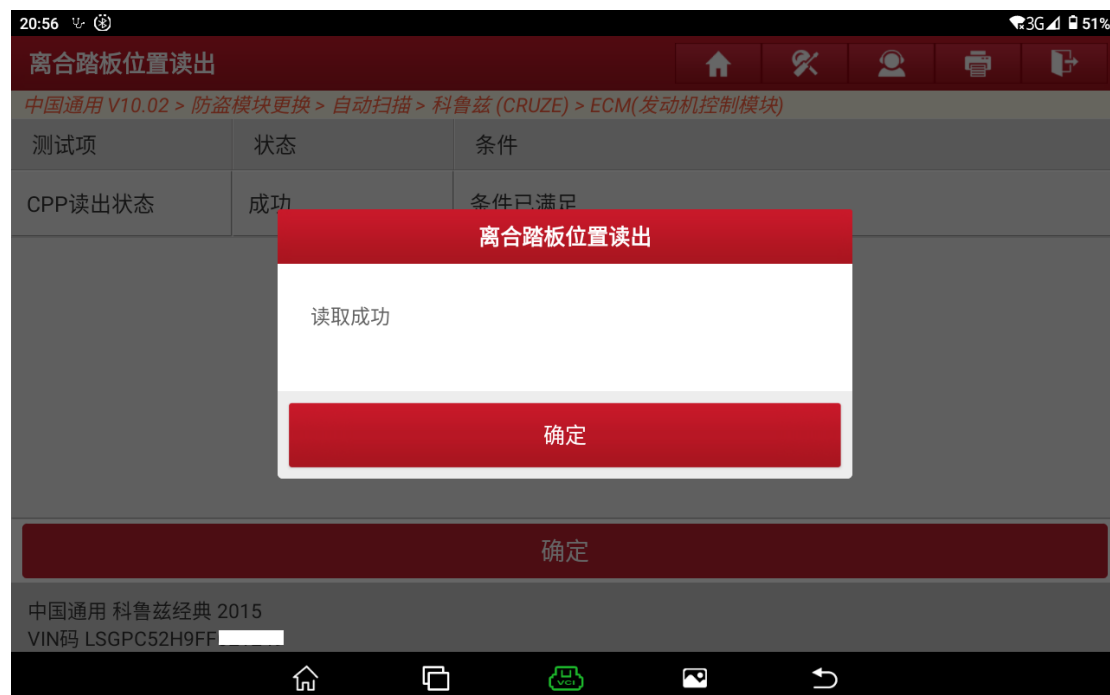 20:56 3G 51%
离合踏板位置读出
中国通用 V10.02 > 防盗模块更换 > 自动扫描 > 科鲁兹 (CRUZE) > ECM(发动机控制模块)
测试项 状态 条件
CPP读出状态 成功 条件已满足
离合踏板位置读出
读取成功
确定
确定
中国通用 科鲁兹经典 2015
VIN码 LSGPC52H9FF
VCI